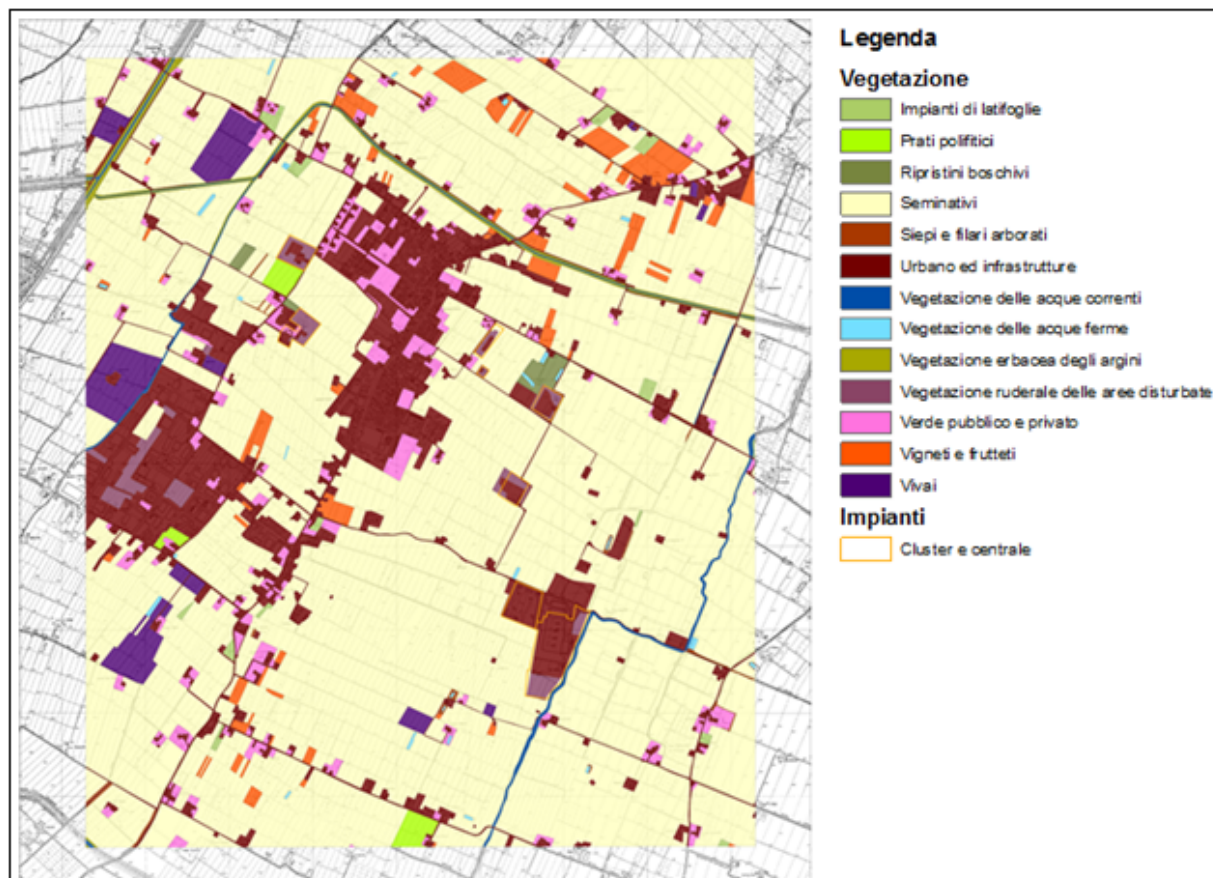 Legenda
Vegetazione
Impianti di latifoglie
Prati polifitici
Ripristini boschivi
Seminativi
Siepi e filari arborati
Urbano ed infrastrutture
Vegetazione delle acque correnti
Vegetazione delle acque ferme
Vegetazione erbacea degli argini
Vegetazione ruderale delle aree disturbate
Verde pubblico e privato
Vigneti e frutteti
Vivai
Impianti
Cluster e centrale